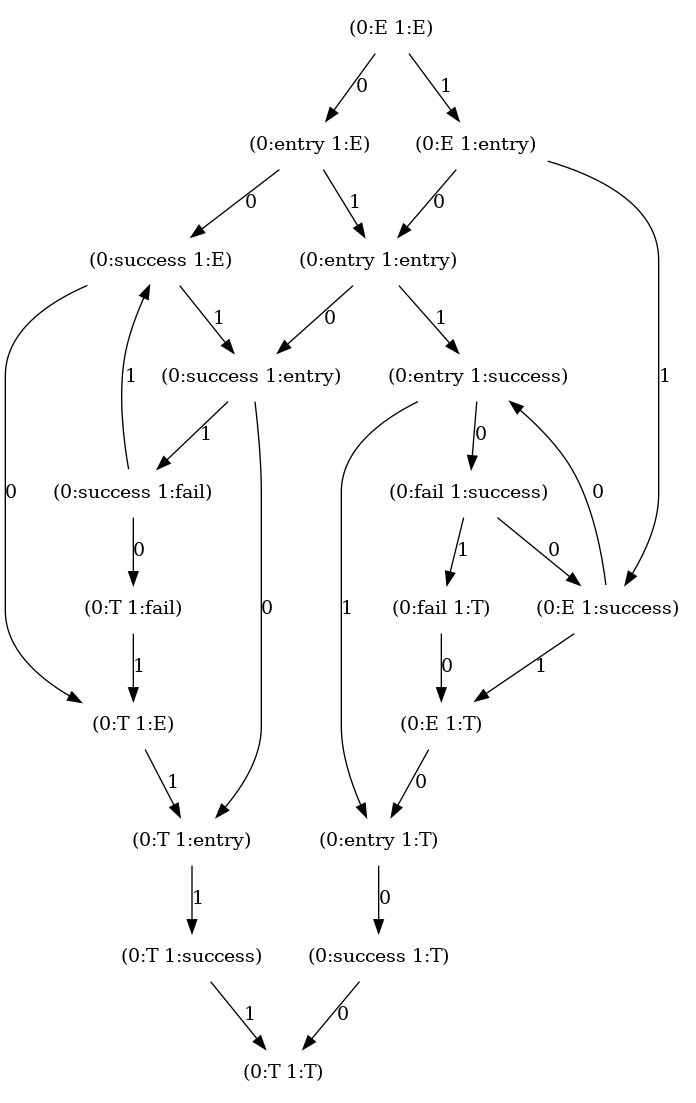 (0:E 1:E)
0
1
(0:entry 1:E)
(0:E 1:entry)
0
1
0
(0:success 1:E)
(0:entry 1:entry)
1
0
1
1
(0:success 1:entry)
(0:entry 1:success)
1
1
0
(0:success 1:fail)
(0:fail 1:success)
0
0
0
1
0
(0:T 1:fail)
(0:fail 1:T)
(0:E 1:success)
0
1
1
0
1
(0:T 1:E)
(0:E 1:T)
1
0
(0:T 1:entry)
(0:entry 1:T)
1
0
(0:T 1:success)
(0:success 1:T)
1
0
(0:T 1:T)